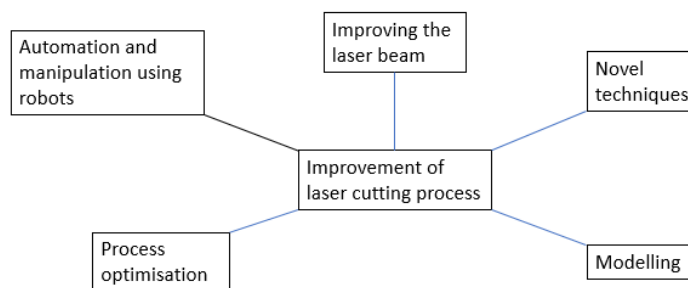 Improving the
laser beam
Automation and
manipulation using
robots
Novel
techniques
Improvement of
laser cutting process
Process
optimisation
Modelling